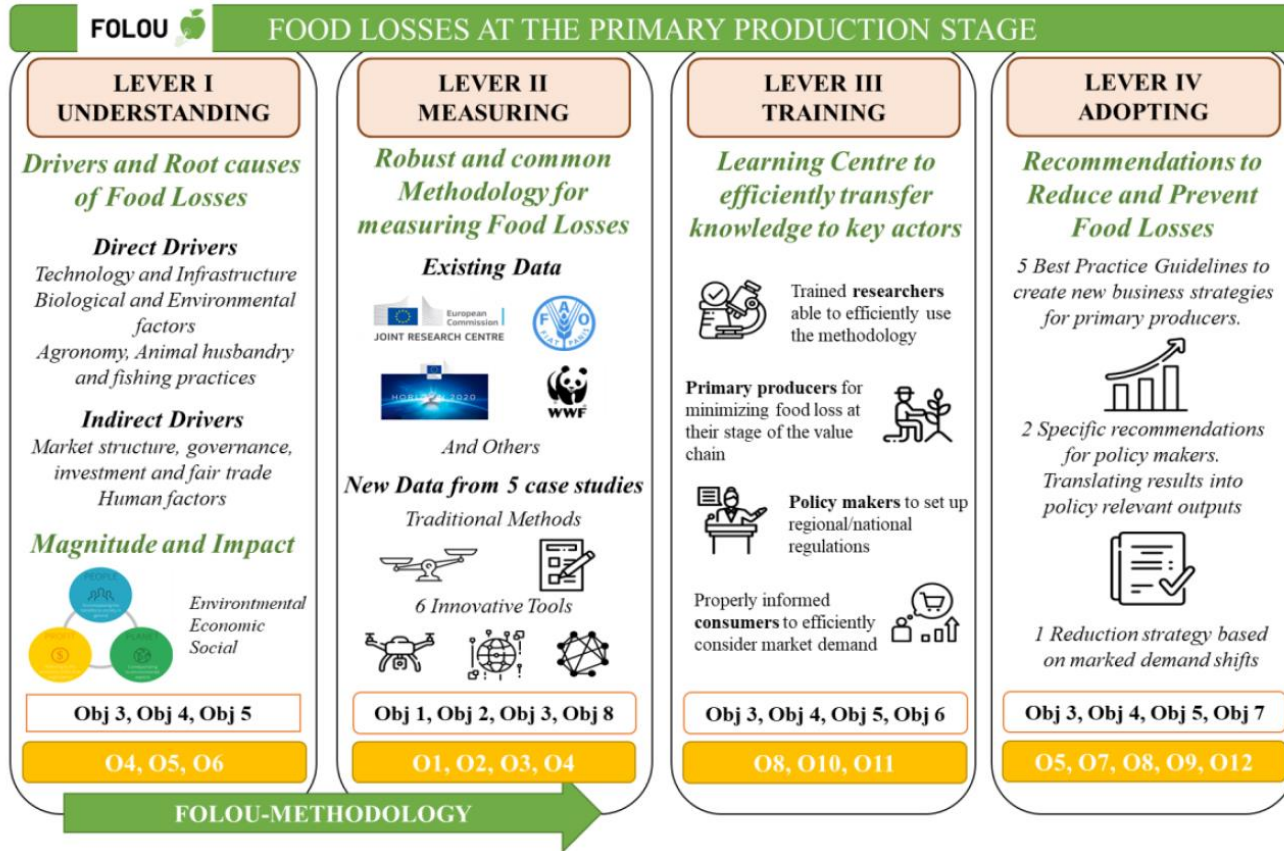 FOLOU
FOOD LOSSES AT THE PRIMARY PRODUCTION STAGE
LEVER I
UNDERSTANDING
Drivers and Root causes
of Food Losses
Direct Drivers
Technology and Infrastructure
Biological and Environmental
factors
Agronomy, Animal husbandry
and fishing practices
Indirect Drivers
Market structure, governance,
investment and fair trade
Human factors
Magnitude and Impact
PEOPLE
PROFIT
PLANET
Environtmental
Economic
Social
Obj 3, Obj 4, Obj 5
O4, O5, O6
LEVER II
MEASURING
Robust and common
Methodology for
measuring Food Losses
Existing Data
European
Commission
JOINT RESEARCH CENTRE
F A O
FIAT PANIS
HORIZON 2020
WWF
And Others
New Data from 5 case studies
Traditional Methods
6 Innovative Tools
Obj 1, Obj 2, Obj 3, Obj 8
O1, O2, O3, O4
LEVER III
TRAINING
Learning Centre to
efficiently transfer
knowledge to key actors
Trained researchers
able to efficiently use
the methodology
Primary producers for
minimizing food loss at
their stage of the value
chain
Policy makers to set up
regional/national
regulations
Properly informed
consumers to efficiently
consider market demand
Obj 3, Obj 4, Obj 5, Obj 6
O8, O10, O11
LEVER IV
ADOPTING
Recommendations to
Reduce and Prevent
Food Losses
5 Best Practice Guidelines to
create new business strategies
for primary producers.
2 Specific recommendations
for policy makers.
Translating results into
policy relevant outputs
1 Reduction strategy based
on marked demand shifts
Obj 3, Obj 4, Obj 5, Obj 7
O5, O7, O8, O9, O12
FOLOU-METHODOLOGY